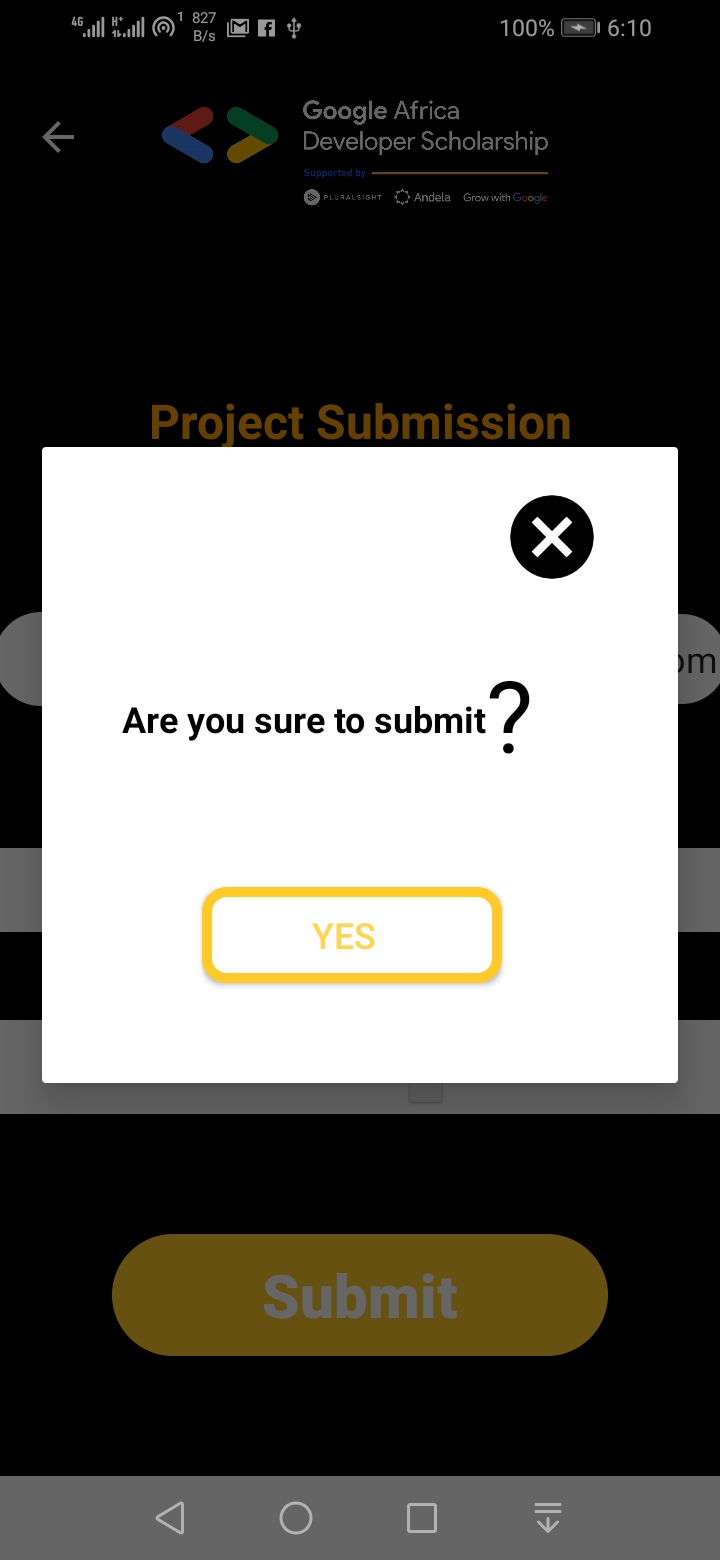 4G H+ 1 827 B/s 100% 6:10
Google Africa
Developer Scholarship
Supported by
PLURALSIGHT Andela Grow with Google
Project Submission
om
Are you sure to submit?
YES
Submit